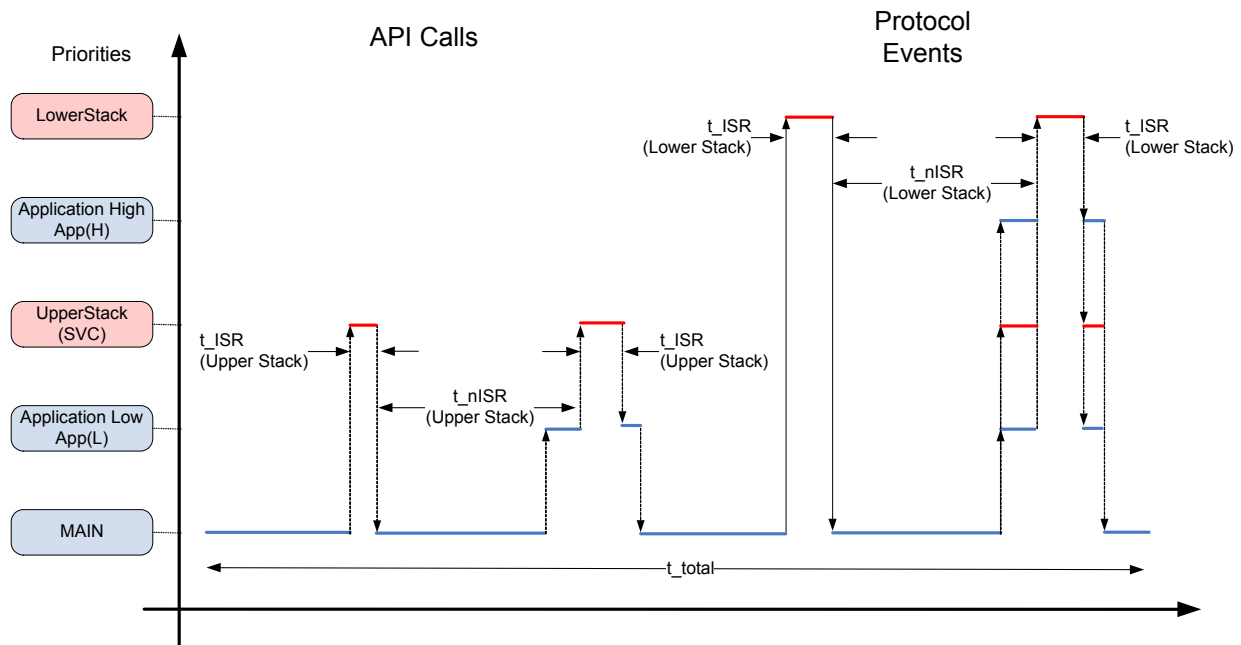 API Calls
Protocol
Events
Priorities
LowerStack
Application High
App(H)
UpperStack
(SVC)
Application Low
App(L)
MAIN
t_ISR
(Upper Stack)
t_nISR
(Upper Stack)
t_ISR
(Upper Stack)
t_ISR
(Lower Stack)
t_nISR
(Lower Stack)
t_ISR
(Lower Stack)
t_total